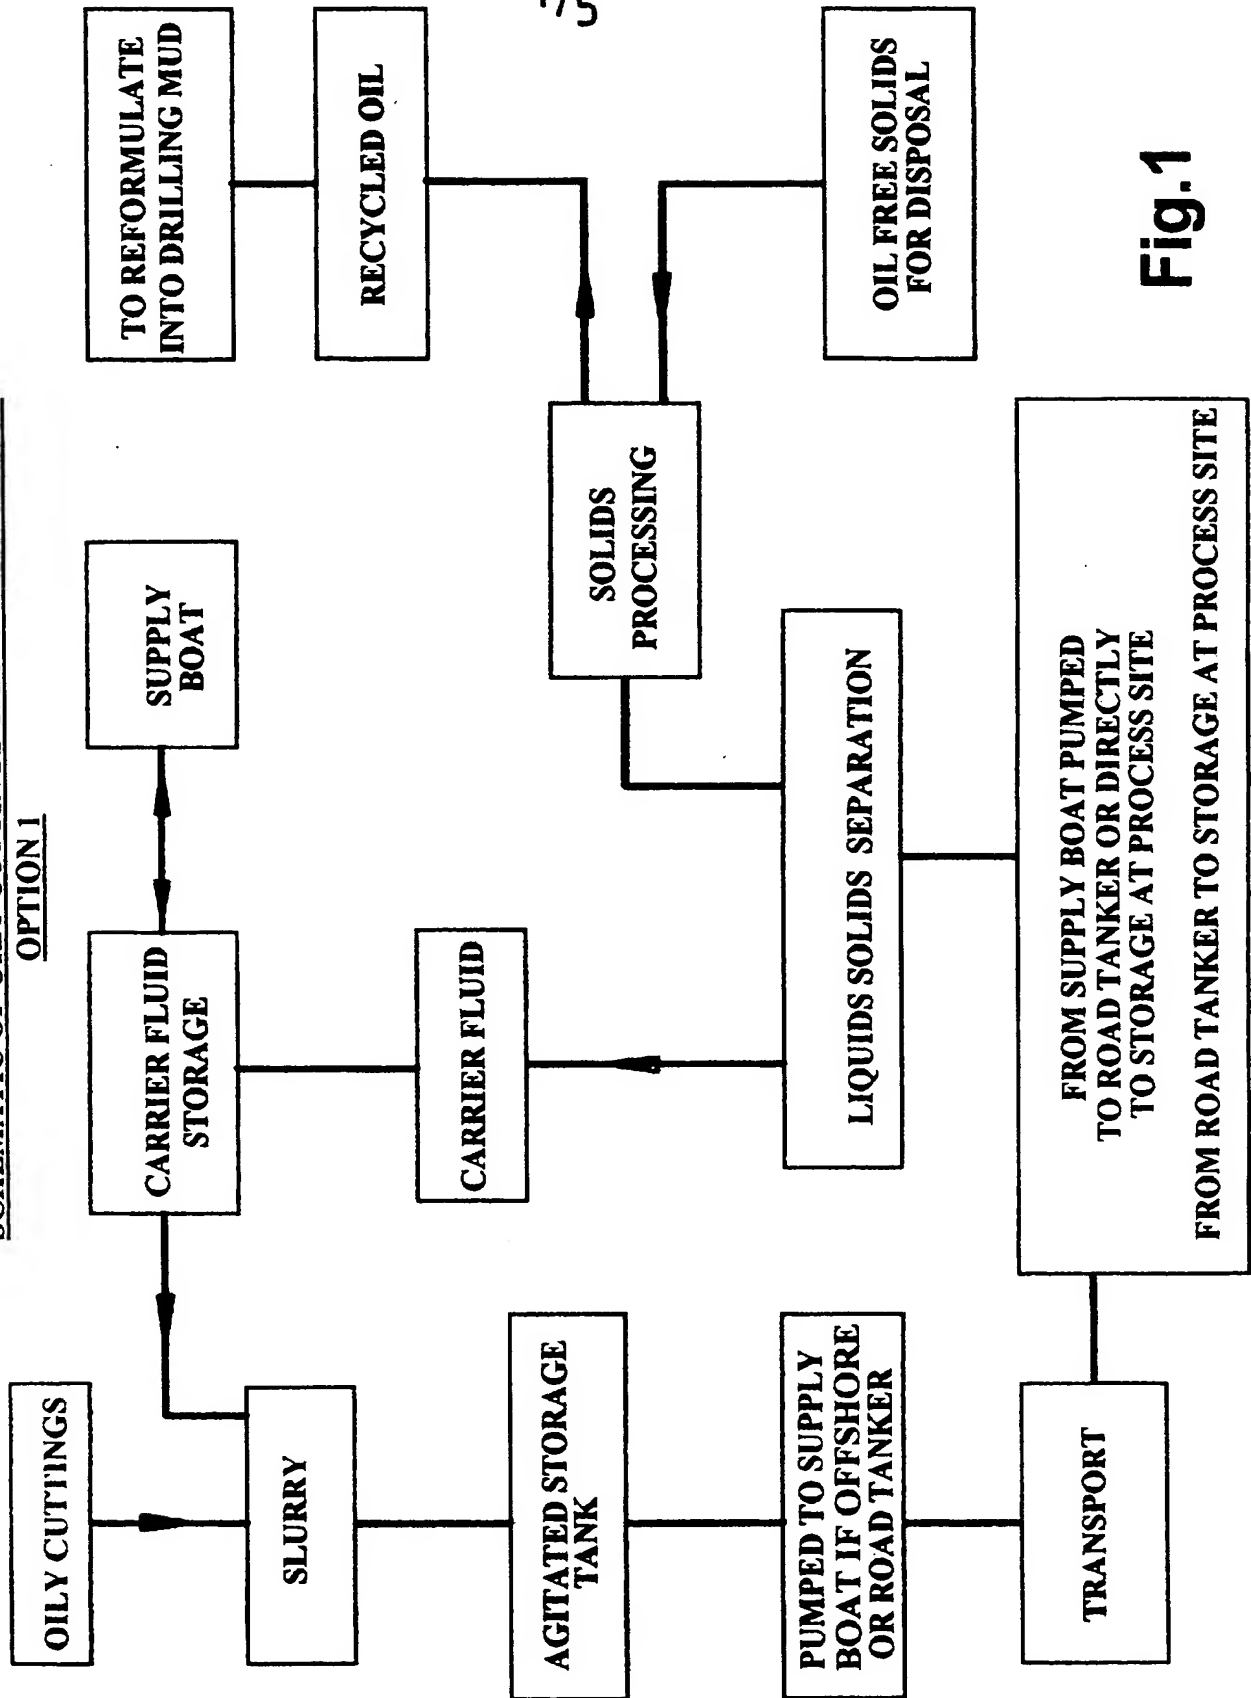 1/5
OPTION 1
OILY CUTTINGS
SLURRY
AGITATED STORAGE
TANK
PUMPED TO SUPPLY
BOAT IF OFFSHORE
OR ROAD TANKER
TRANSPORT
CARRIER FLUID
STORAGE
SUPPLY
BOAT
CARRIER FLUID
LIQUIDS SOLIDS SEPARATION
FROM SUPPLY BOAT PUMPED
TO ROAD TANKER OR DIRECTLY
TO STORAGE AT PROCESS SITE
FROM ROAD TANKER TO STORAGE AT PROCESS SITE
SOLIDS
PROCESSING
TO REFORMULATE
INTO DRILLING MUD
RECYCLED OIL
OIL FREE SOLIDS
FOR DISPOSAL
Fig.1